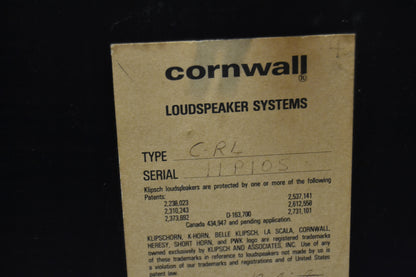 cornwall®
LOUDSPEAKER SYSTEMS
TYPE C-RL
SERIAL 11P105
Klipsch loudspeakers are protected by one or more of the following
Patents:
2,238,023 2,537,141
2,310,243 D-163,700 2,612,558
2,373,692 2,731,101
Canada 434,947 and pending application.
KLIPSCHORN, K-HORN, BELLE KLIPSCH, LA SCALA, CORNWALL,
HERESY, SHORT HORN, and PWK logo are registered trademarks
owned exclusively by KLIPSCH AND ASSOCIATES, INC. Use of any
of these trademarks in reference to loudspeakers not made by us is
a violation of our trademarks and registrations and of United States
patent law.